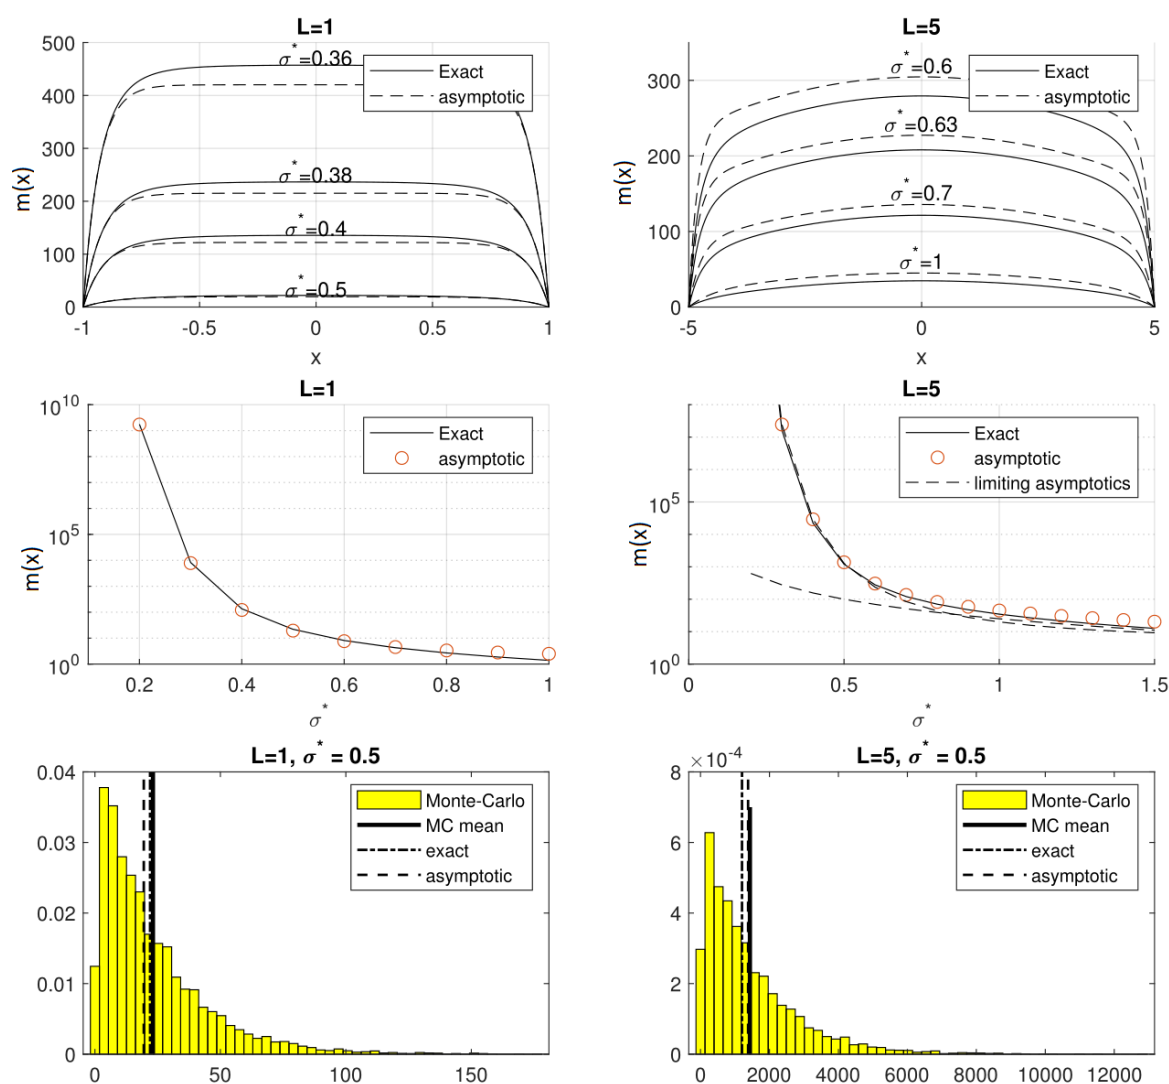 L=1
500
400
300
200
100
0
m(x)
σ*=0.36
σ*=0.38
σ*=0.4
σ*=0.5
Exact
asymptotic
-1 -0.5 0 0.5 1
x
L=5
300
200
100
0
m(x)
σ*=0.6
σ*=0.63
σ*=0.7
σ*=1
Exact
asymptotic
-5 0 5
x
L=1
10^10
10^5
10^0
m(x)
Exact
asymptotic
0.2 0.4 0.6 0.8 1
σ*
L=5
10^5
10^0
m(x)
Exact
asymptotic
limiting asymptotics
0 0.5 1 1.5
σ*
L=1, σ* = 0.5
0.04
0.03
0.02
0.01
0
Monte-Carlo
MC mean
exact
asymptotic
0 50 100 150
L=5, σ* = 0.5
×10^-4
8
6
4
2
0
Monte-Carlo
MC mean
exact
asymptotic
0 2000 4000 6000 8000 10000 12000